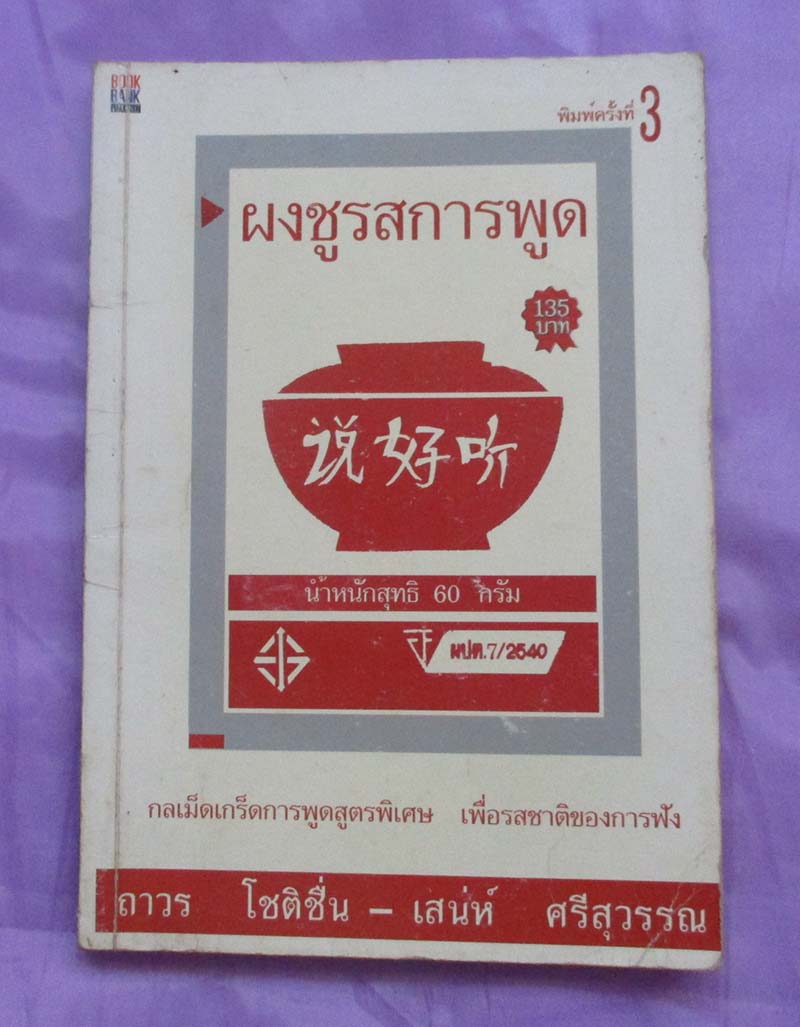 BOOK
BANK
พิมพ์ครั้งที่ 3
ผงชูรสการพูด
135
บาท
说好听
น้ำหนักสุทธิ 60 กรัม
ผปด.7/2540
กลเม็ดเกร็ดการพูดสูตรพิเศษ เพื่อรสชาติของการฟัง
ถาวร โชติชื่น – เสน่ห์ ศรีสุวรรณ